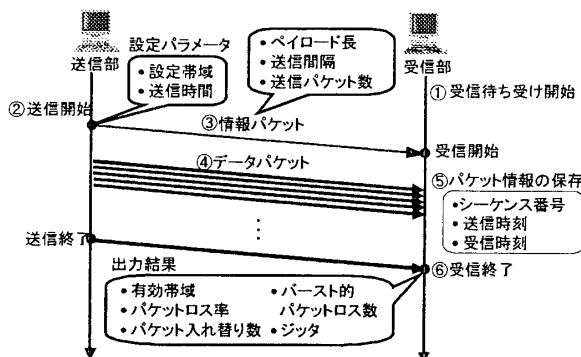 設定パラメータ
送信部
受信部
•設定帯域
•送信時間
•ペイロード長
•送信間隔
•送信パケット数
①受信待ち受け開始
②送信開始
③情報パケット
受信開始
④データパケット
⑤パケット情報の保存
•シーケンス番号
•送信時刻
•受信時刻
送信終了
⑥受信終了
出力結果
•有効帯域
•パケットロス率
•パケット入れ替り数
•バースト的
パケットロス数
•ジッタ